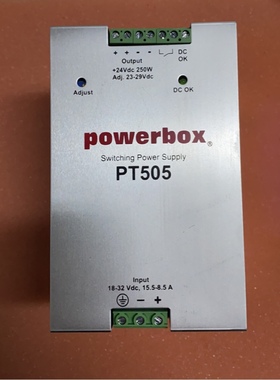 + + - - DC OK
Output
+24Vdc 250W
Adj. 23-29Vdc
Adjust
DC OK
powerbox®
Switching Power Supply
PT505
Input
18-32 Vdc, 15.5-8.5 A
- +